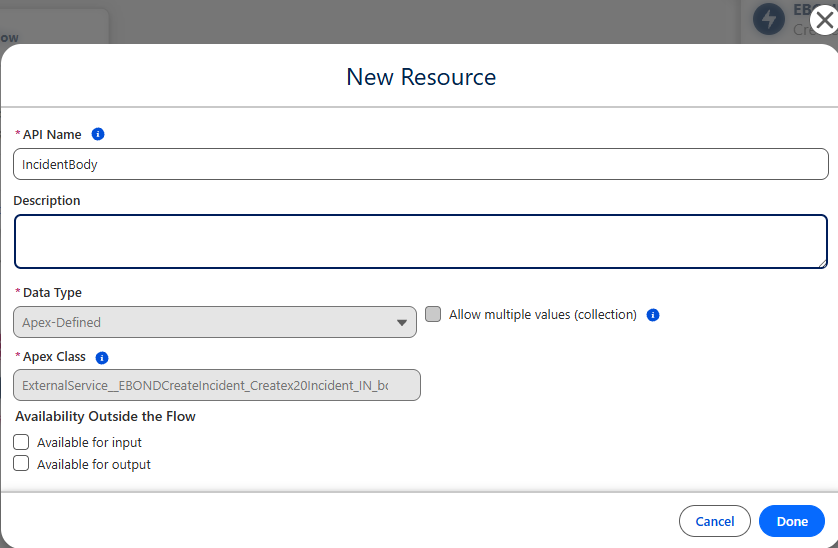 New Resource
* API Name
IncidentBody
Description
* Data Type
Apex-Defined
Allow multiple values (collection)
* Apex Class
ExternalService__EBONDCreateIncident_Createx20Incident_IN_bo
Availability Outside the Flow
Available for input
Available for output
Cancel
Done